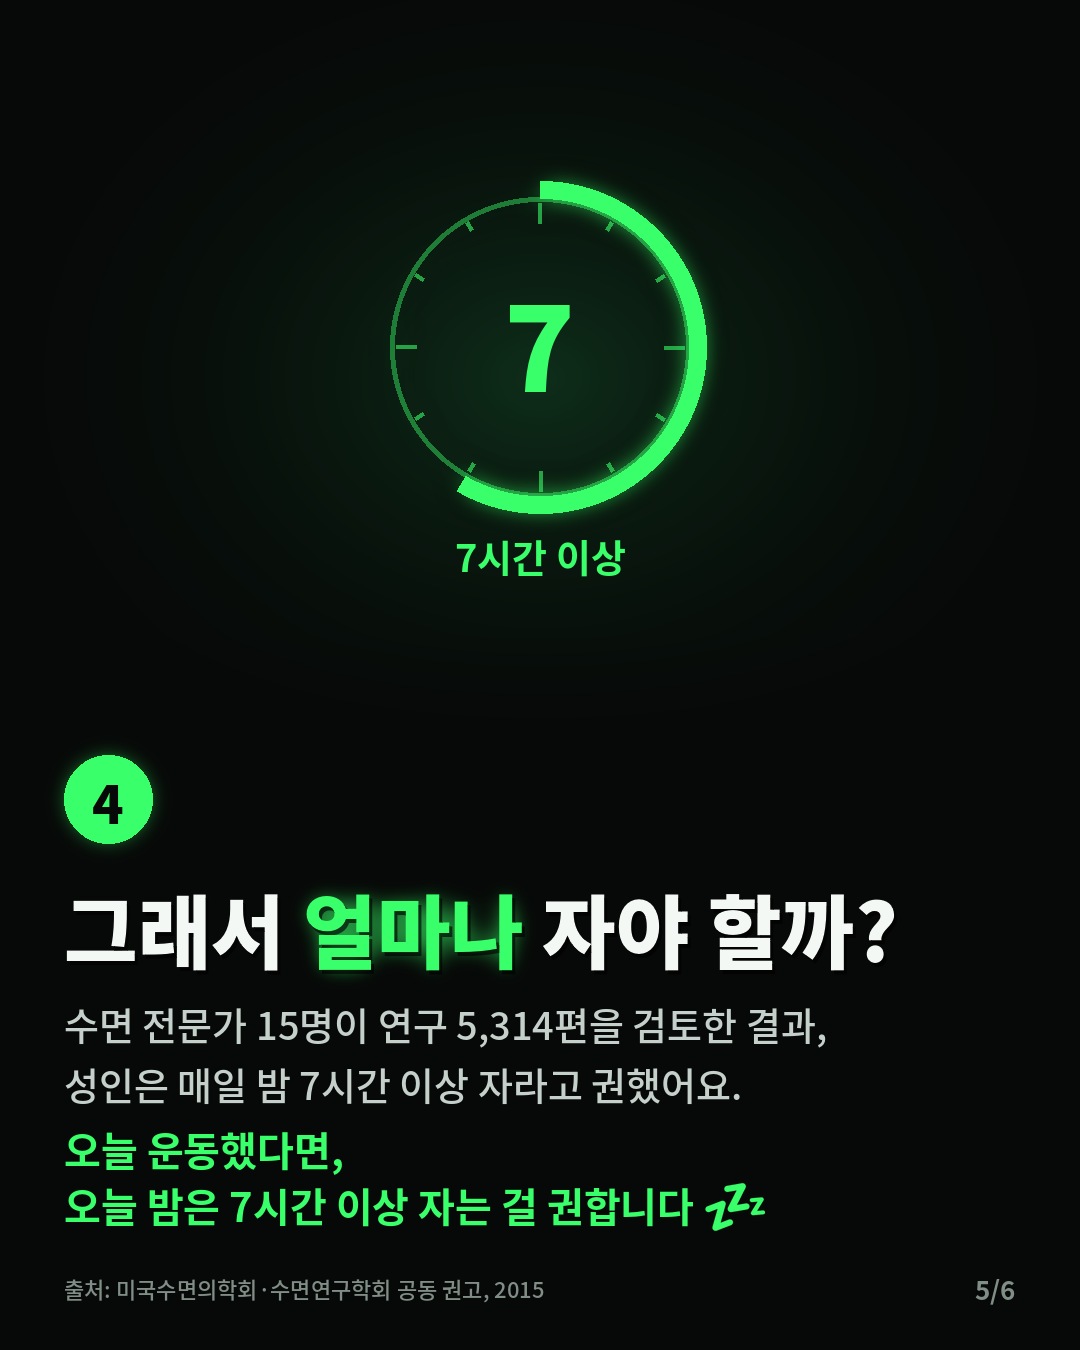 7
7시간 이상
4
그래서 얼마나 자야 할까?
수면 전문가 15명이 연구 5,314편을 검토한 결과,
성인은 매일 밤 7시간 이상 자라고 권했어요.
오늘 운동했다면,
오늘 밤은 7시간 이상 자는 걸 권합니다 💤
출처: 미국수면의학회·수면연구학회 공동 권고, 2015
5/6